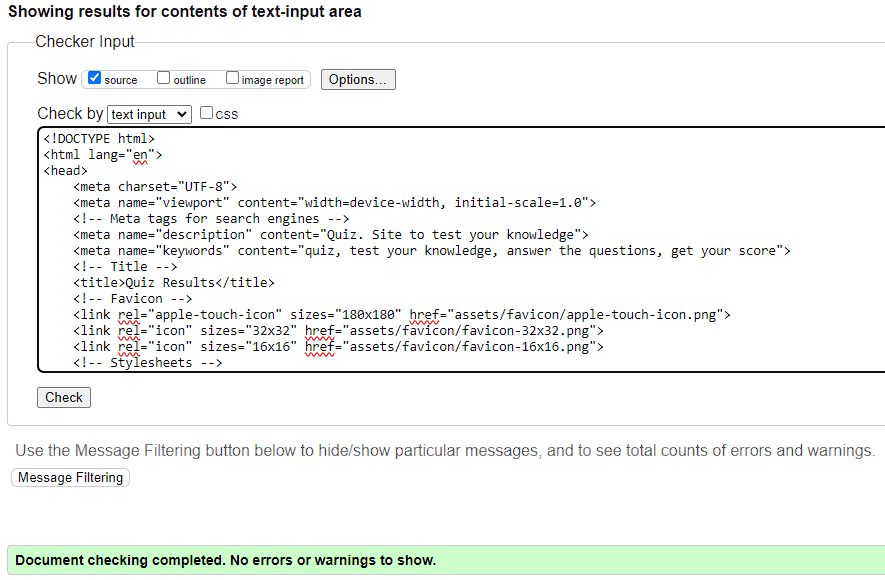 Showing results for contents of text-input area
Checker Input
Show source outline image report Options...
Check by text input css
<!DOCTYPE html>
<html lang="en">
<head>
    <meta charset="UTF-8">
    <meta name="viewport" content="width=device-width, initial-scale=1.0">
    <!-- Meta tags for search engines -->
    <meta name="description" content="Quiz. Site to test your knowledge">
    <meta name="keywords" content="quiz, test your knowledge, answer the questions, get your score">
    <!-- Title -->
    <title>Quiz Results</title>
    <!-- Favicon -->
    <link rel="apple-touch-icon" sizes="180x180" href="assets/favicon/apple-touch-icon.png">
    <link rel="icon" sizes="32x32" href="assets/favicon/favicon-32x32.png">
    <link rel="icon" sizes="16x16" href="assets/favicon/favicon-16x16.png">
    <!-- Stylesheets -->
Check
Use the Message Filtering button below to hide/show particular messages, and to see total counts of errors and warnings.
Message Filtering
Document checking completed. No errors or warnings to show.